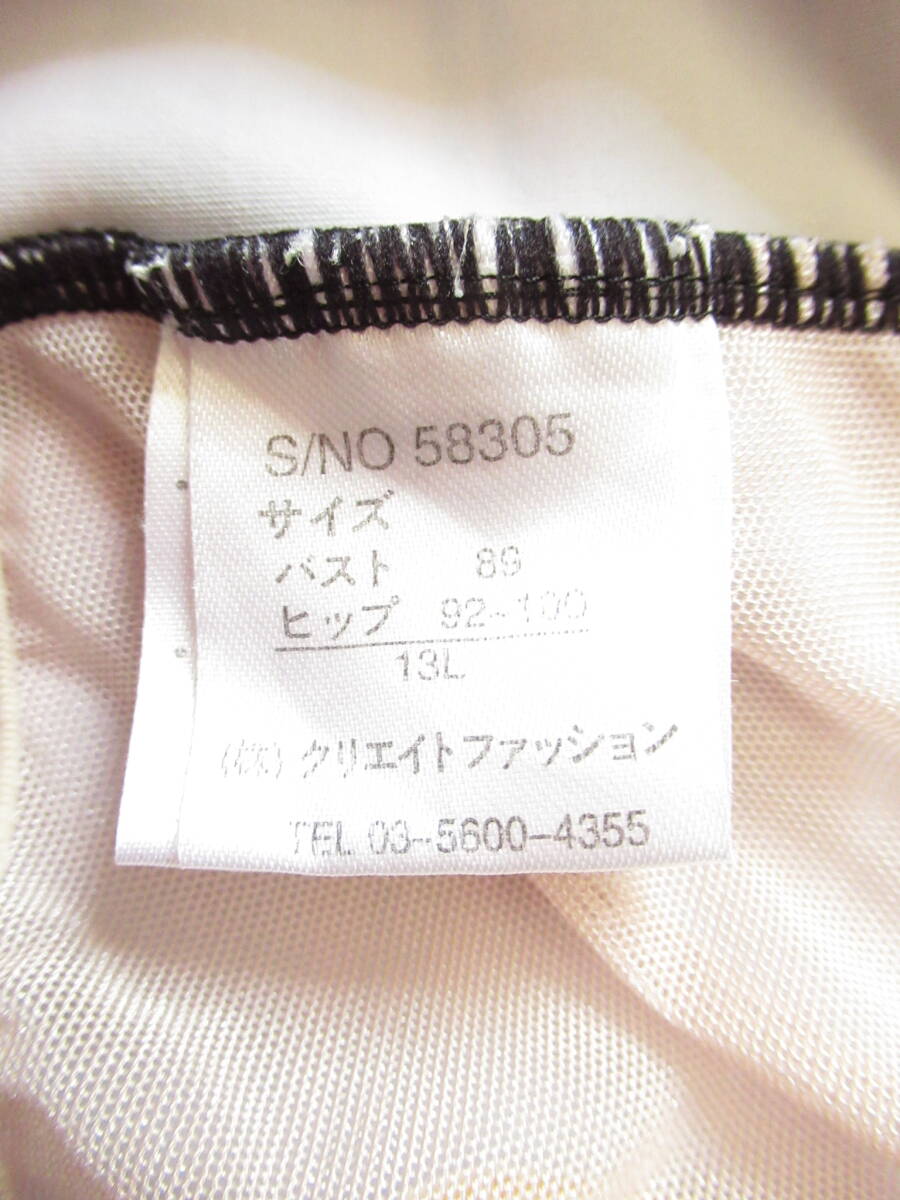 S/NO 58305
サイズ
バスト 89
ヒップ 92-100
13L
(株) クリエイトファッション
TEL 03-5600-4355